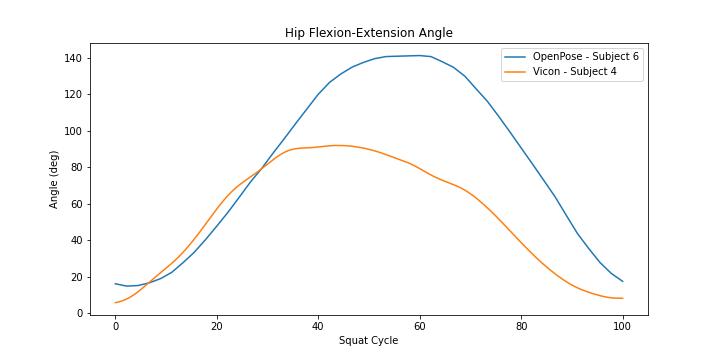 Hip Flexion-Extension Angle
OpenPose - Subject 6
Vicon - Subject 4
Angle (deg)
140
120
100
80
60
40
20
0
0 20 40 60 80 100
Squat Cycle